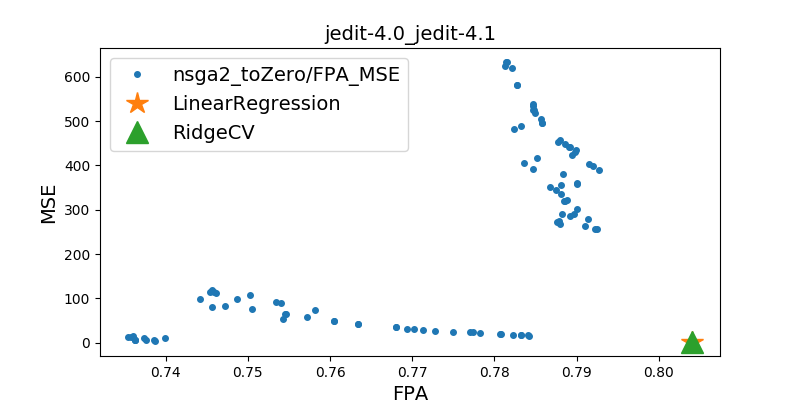 jedit-4.0_jedit-4.1
nsga2_toZero/FPA_MSE
LinearRegression
RidgeCV
MSE
600
500
400
300
200
100
0
0.74 0.75 0.76 0.77 0.78 0.79 0.80
FPA